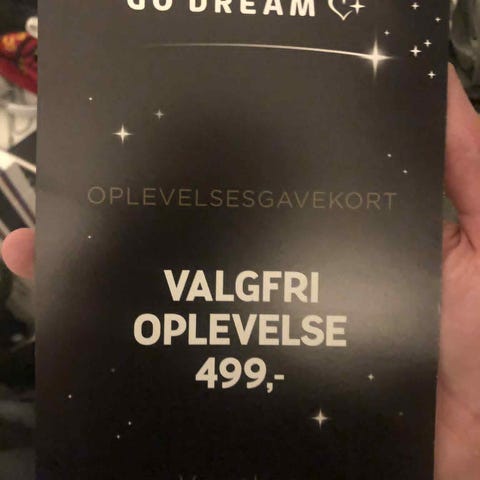 GO DREAM
OPLEVELSESGAVEKORT
VALGFRI
OPLEVELSE
499,-